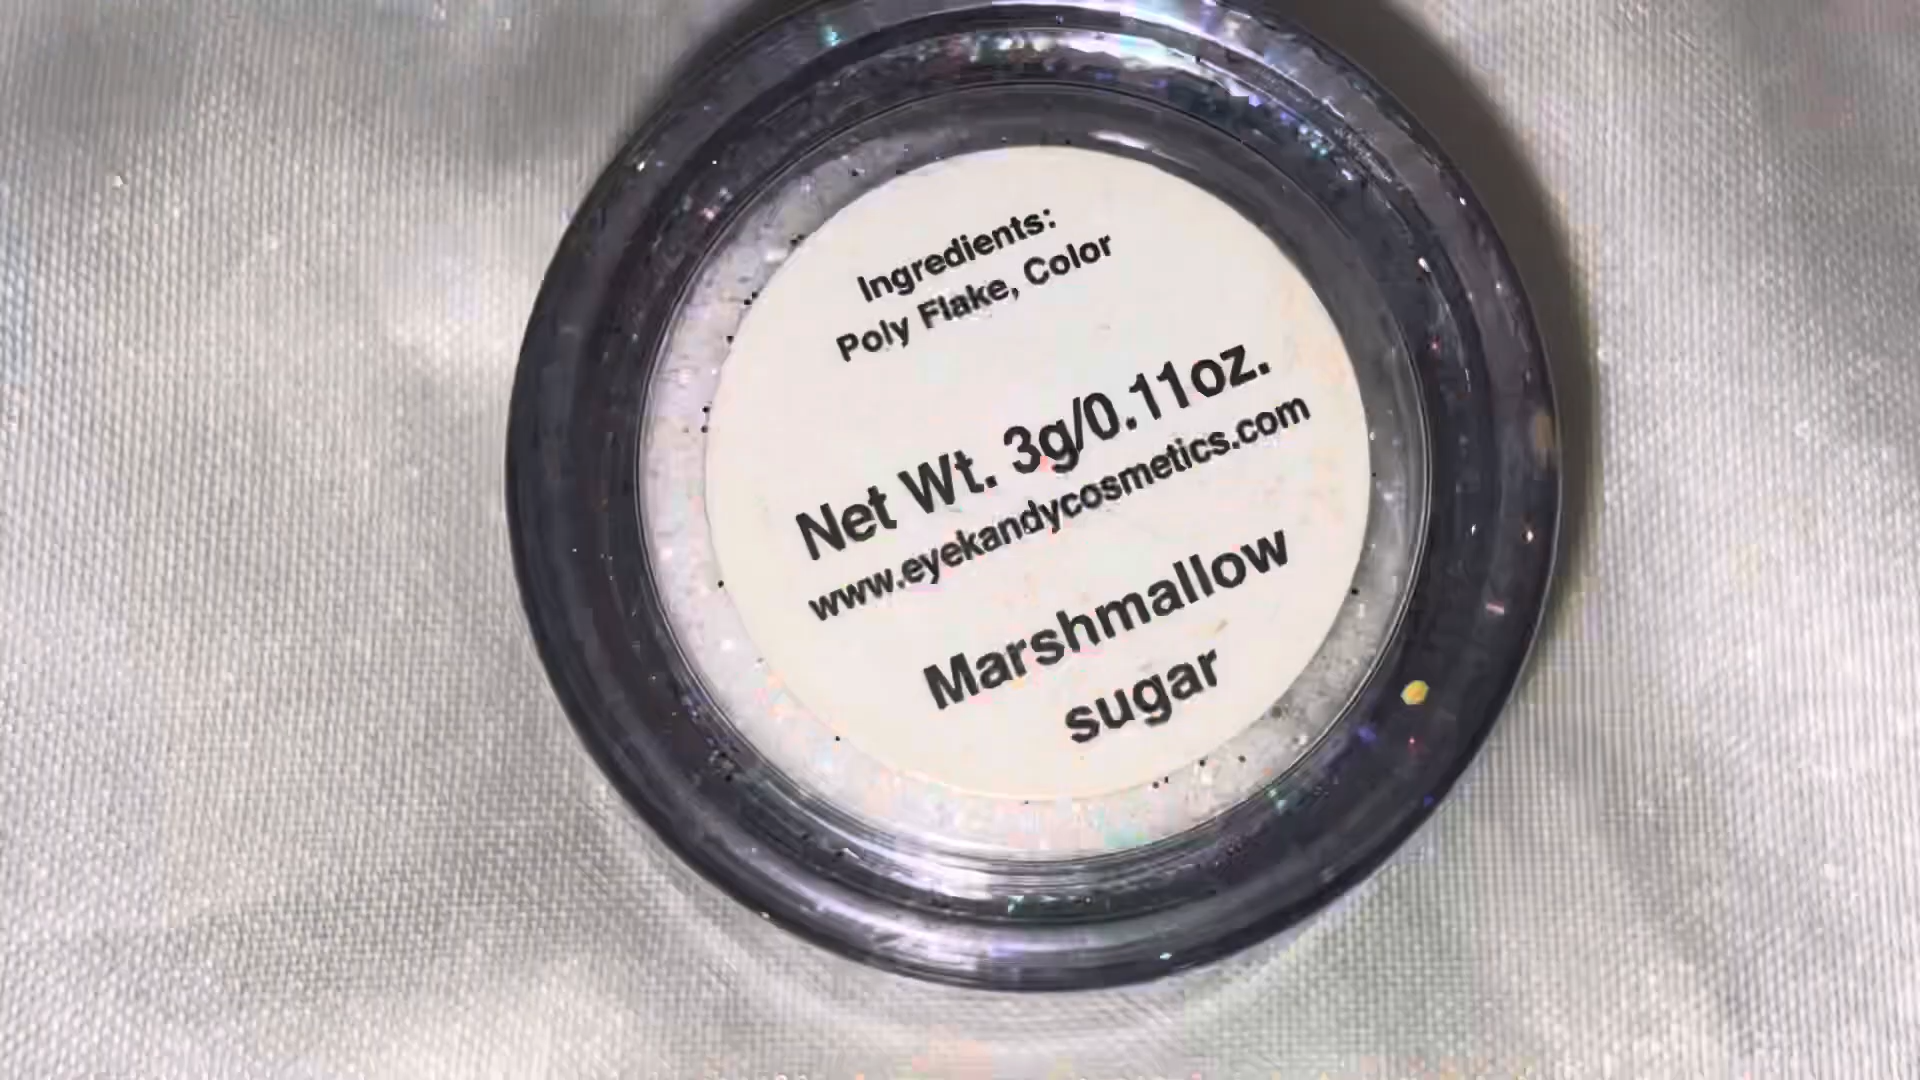 Ingredients:
Poly Flake, Color
Net Wt. 3g/0.11oz.
www.eyekandycosmetics.com
Marshmallow
sugar